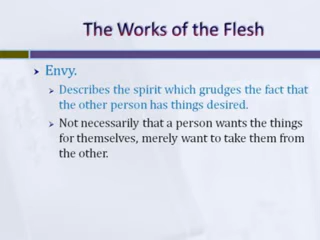 The Works of the Flesh
Envy.
Describes the spirit which grudges the fact that
the other person has things desired.
Not necessarily that a person wants the things
for themselves, merely want to take them from
the other.